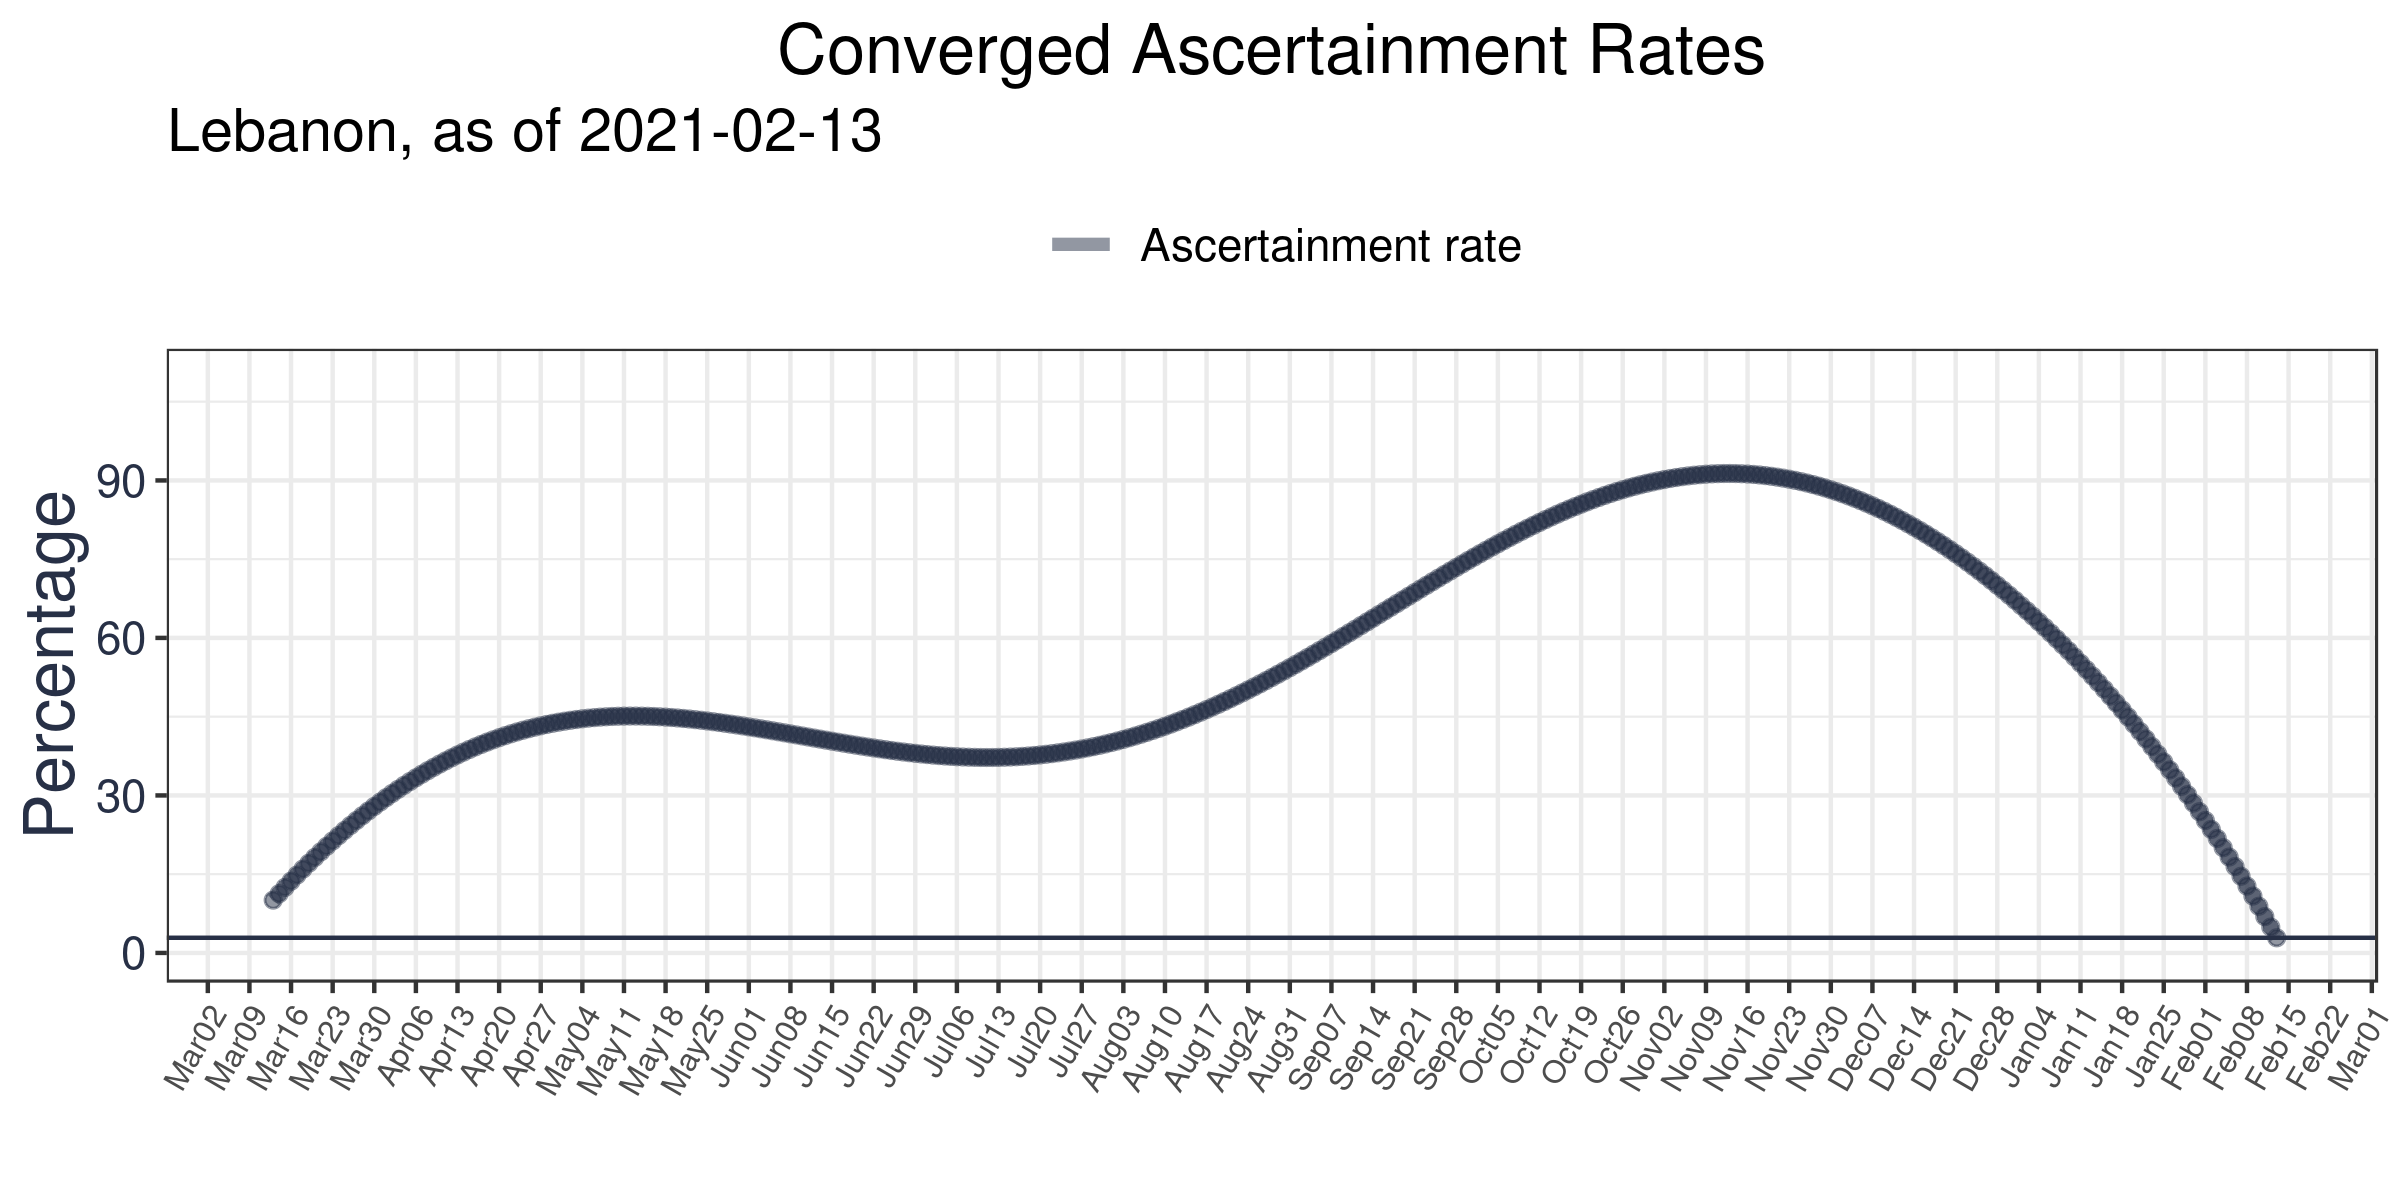 Converged Ascertainment Rates
Lebanon, as of 2021-02-13
Ascertainment rate
Percentage
90
60
30
0
Mar02 Mar09 Mar16 Mar23 Mar30 Apr06 Apr13 Apr20 Apr27 May04 May11 May18 May25 Jun01 Jun08 Jun15 Jun22 Jun29 Jul06 Jul13 Jul20 Jul27 Aug03 Aug10 Aug17 Aug24 Aug31 Sep07 Sep14 Sep21 Sep28 Oct05 Oct12 Oct19 Oct26 Nov02 Nov09 Nov16 Nov23 Nov30 Dec07 Dec14 Dec21 Dec28 Jan04 Jan11 Jan18 Jan25 Feb01 Feb08 Feb15 Feb22 Mar01